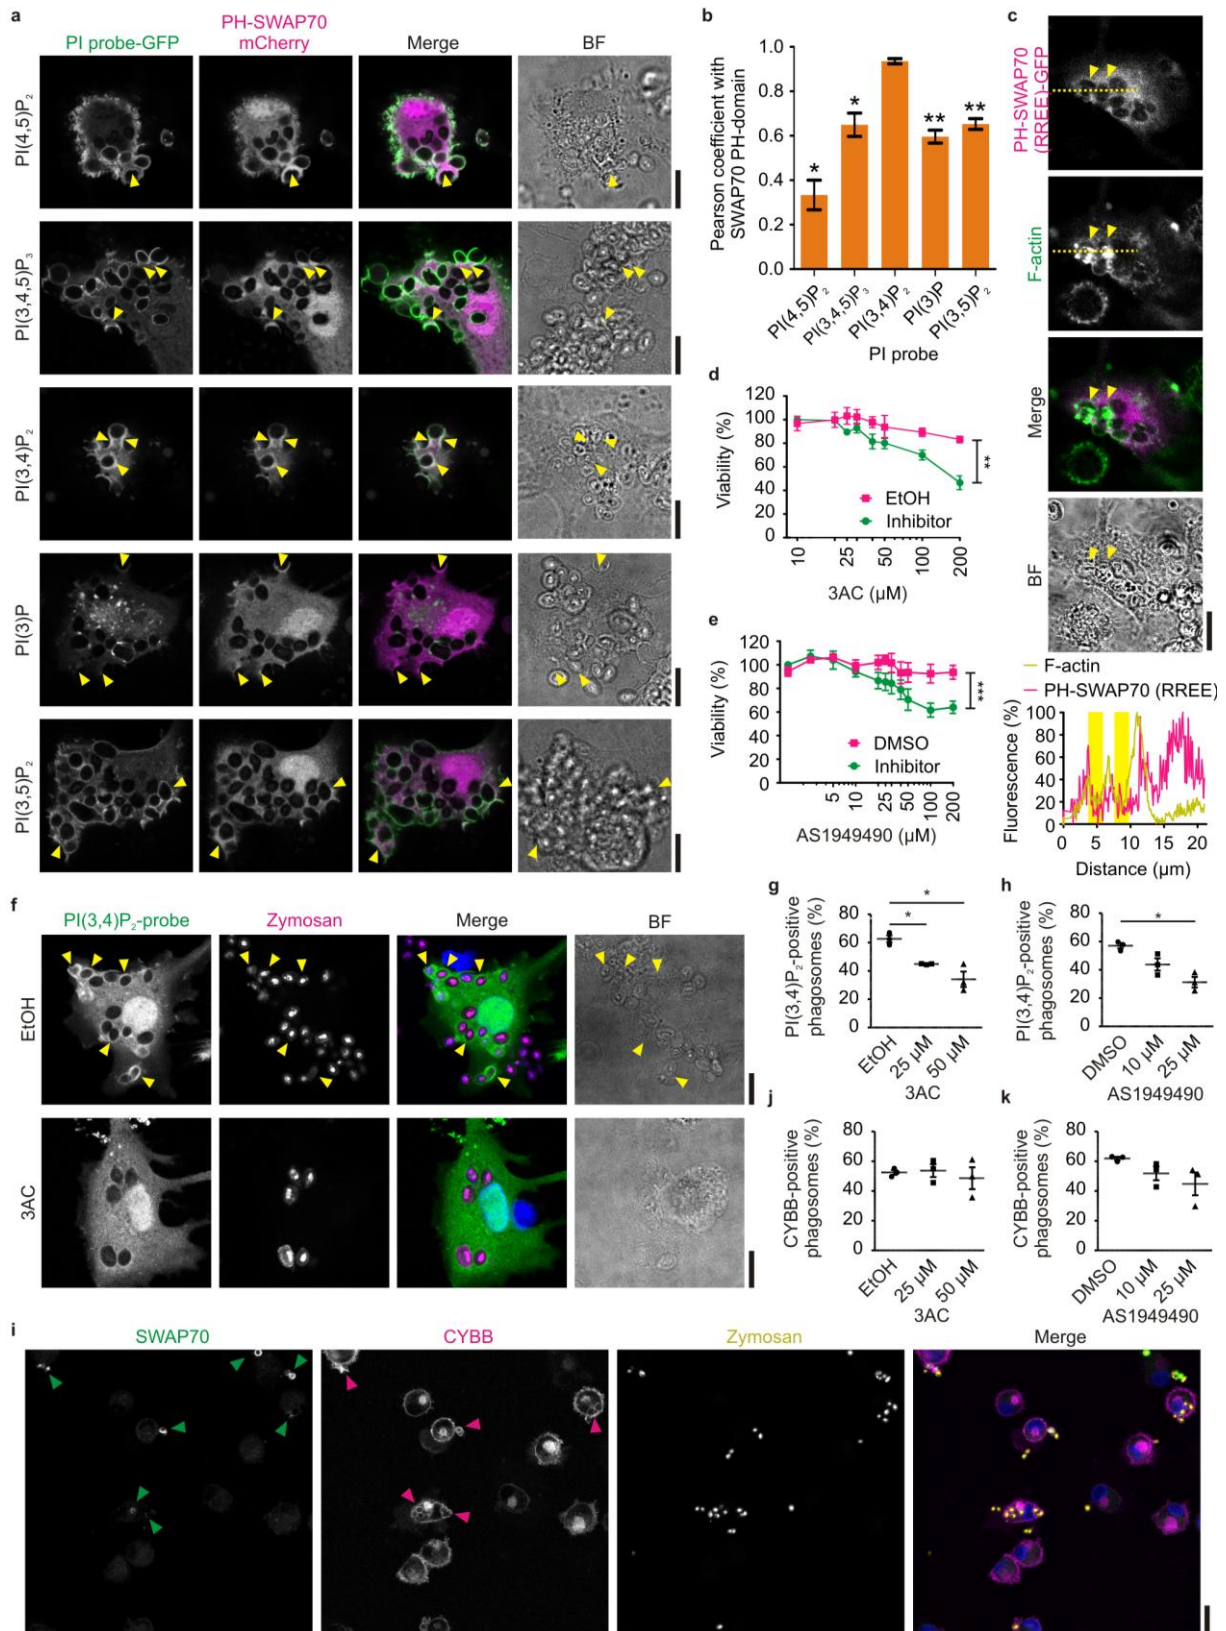 a
PI probe-GFP
PH-SWAP70
mCherry
Merge
BF
PI(4,5)P₂
PI(3,4,5)P₃
PI(3,4)P₂
PI(3)P
PI(3,5)P₂
b
Pearson coefficient with
SWAP70 PH-domain
1.0
0.8
0.6
0.4
0.2
0.0
*
*
**
**
PI(4,5)P₂
PI(3,4,5)P₃
PI(3,4)P₂
PI(3)P
PI(3,5)P₂
PI probe
c
PH-SWAP70
(RREE)-GFP
F-actin
Merge
BF
F-actin
PH-SWAP70 (RREE)
Fluorescence (%)
100
80
60
40
20
0
0 5 10 15 20
Distance (µm)
d
Viability (%)
120
100
80
60
40
20
0
EtOH
Inhibitor
**
10 25 50 100 200
3AC (µM)
e
Viability (%)
120
100
80
60
40
20
0
DMSO
Inhibitor
***
5 10 25 50 100 200
AS1949490 (µM)
f
PI(3,4)P₂-probe
Zymosan
Merge
BF
EtOH
3AC
g
PI(3,4)P₂-positive
phagosomes (%)
80
60
40
20
0
*
*
EtOH
25 µM
50 µM
3AC
h
PI(3,4)P₂-positive
phagosomes (%)
80
60
40
20
0
*
DMSO
10 µM
25 µM
AS1949490
j
CYBB-positive
phagosomes (%)
80
60
40
20
0
EtOH
25 µM
50 µM
3AC
k
CYBB-positive
phagosomes (%)
80
60
40
20
0
DMSO
10 µM
25 µM
AS1949490
i
SWAP70
CYBB
Zymosan
Merge